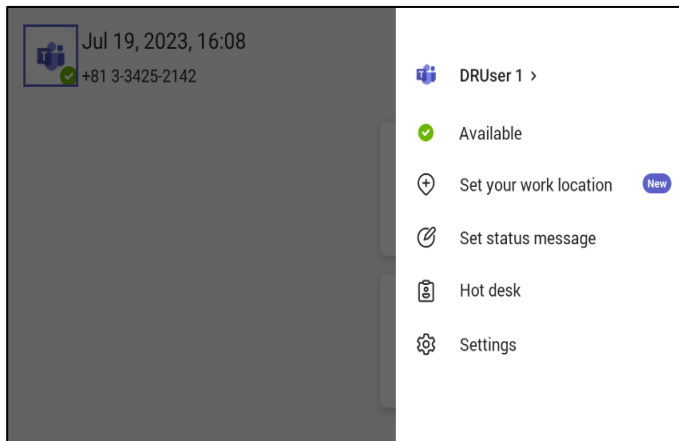 Jul 19, 2023, 16:08
+81 3-3425-2142
DRUser 1 >
Available
Set your work location New
Set status message
Hot desk
Settings